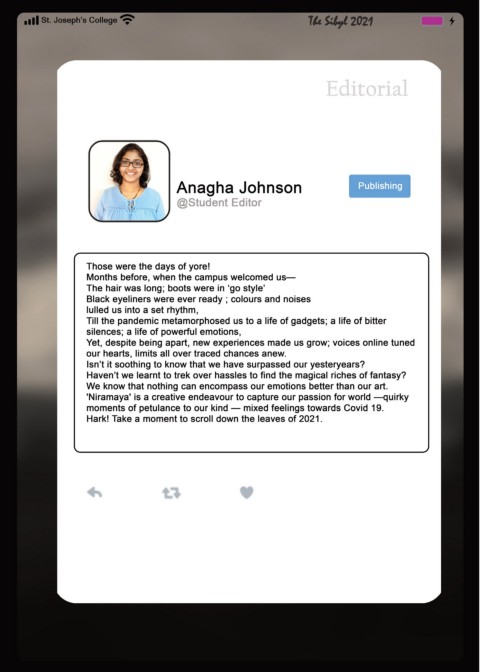 St. Joseph's College
The Sibyl 2021
Editorial
Anagha Johnson
@Student Editor
Publishing
Those were the days of yore!
Months before, when the campus welcomed us—
The hair was long; boots were in 'go style'
Black eyeliners were ever ready ; colours and noises
lulled us into a set rhythm,
Till the pandemic metamorphosed us to a life of gadgets; a life of bitter
silences; a life of powerful emotions,
Yet, despite being apart, new experiences made us grow; voices online tuned
our hearts, limits all over traced chances anew.
Isn't it soothing to know that we have surpassed our yesteryears?
Haven't we learnt to trek over hassles to find the magical riches of fantasy?
We know that nothing can encompass our emotions better than our art.
'Niramaya' is a creative endeavour to capture our passion for world —quirky
moments of petulance to our kind — mixed feelings towards Covid 19.
Hark! Take a moment to scroll down the leaves of 2021.